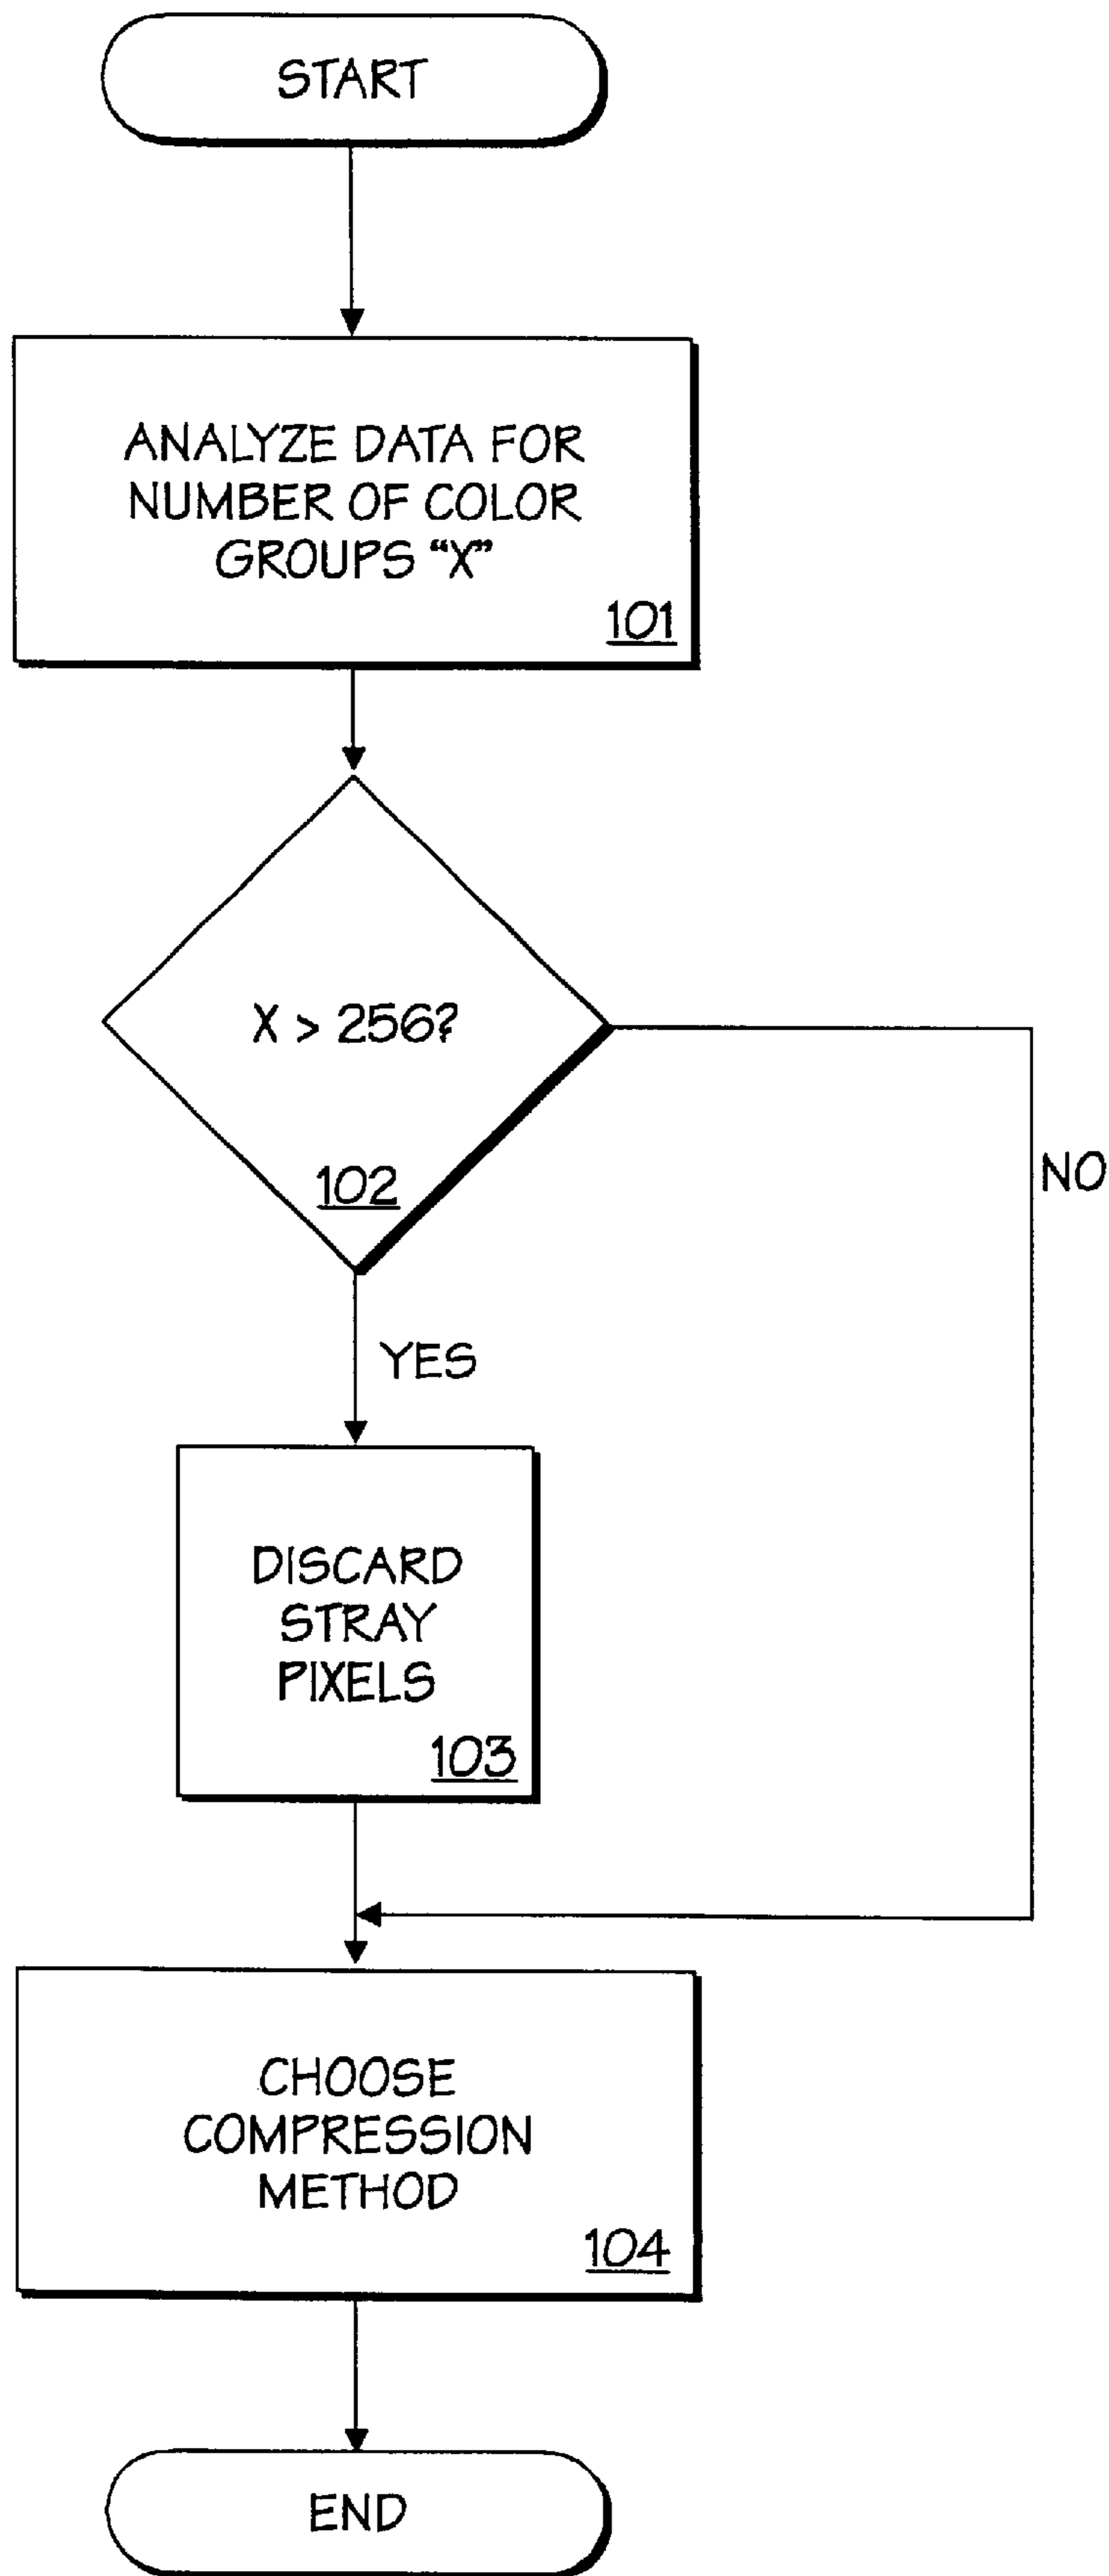 START
ANALYZE DATA FOR
NUMBER OF COLOR
GROUPS “X”
101
X > 256?
102
NO
YES
DISCARD
STRAY
PIXELS
103
CHOOSE
COMPRESSION
METHOD
104
END